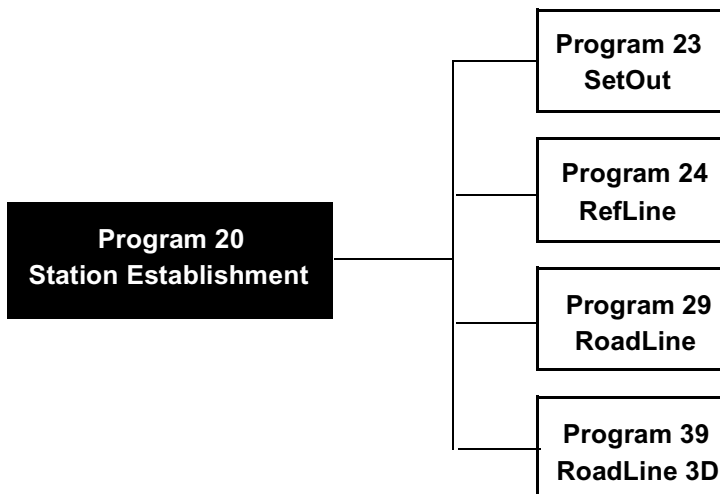 Program 23
SetOut
Program 24
RefLine
Program 20
Station Establishment
Program 29
RoadLine
Program 39
RoadLine 3D